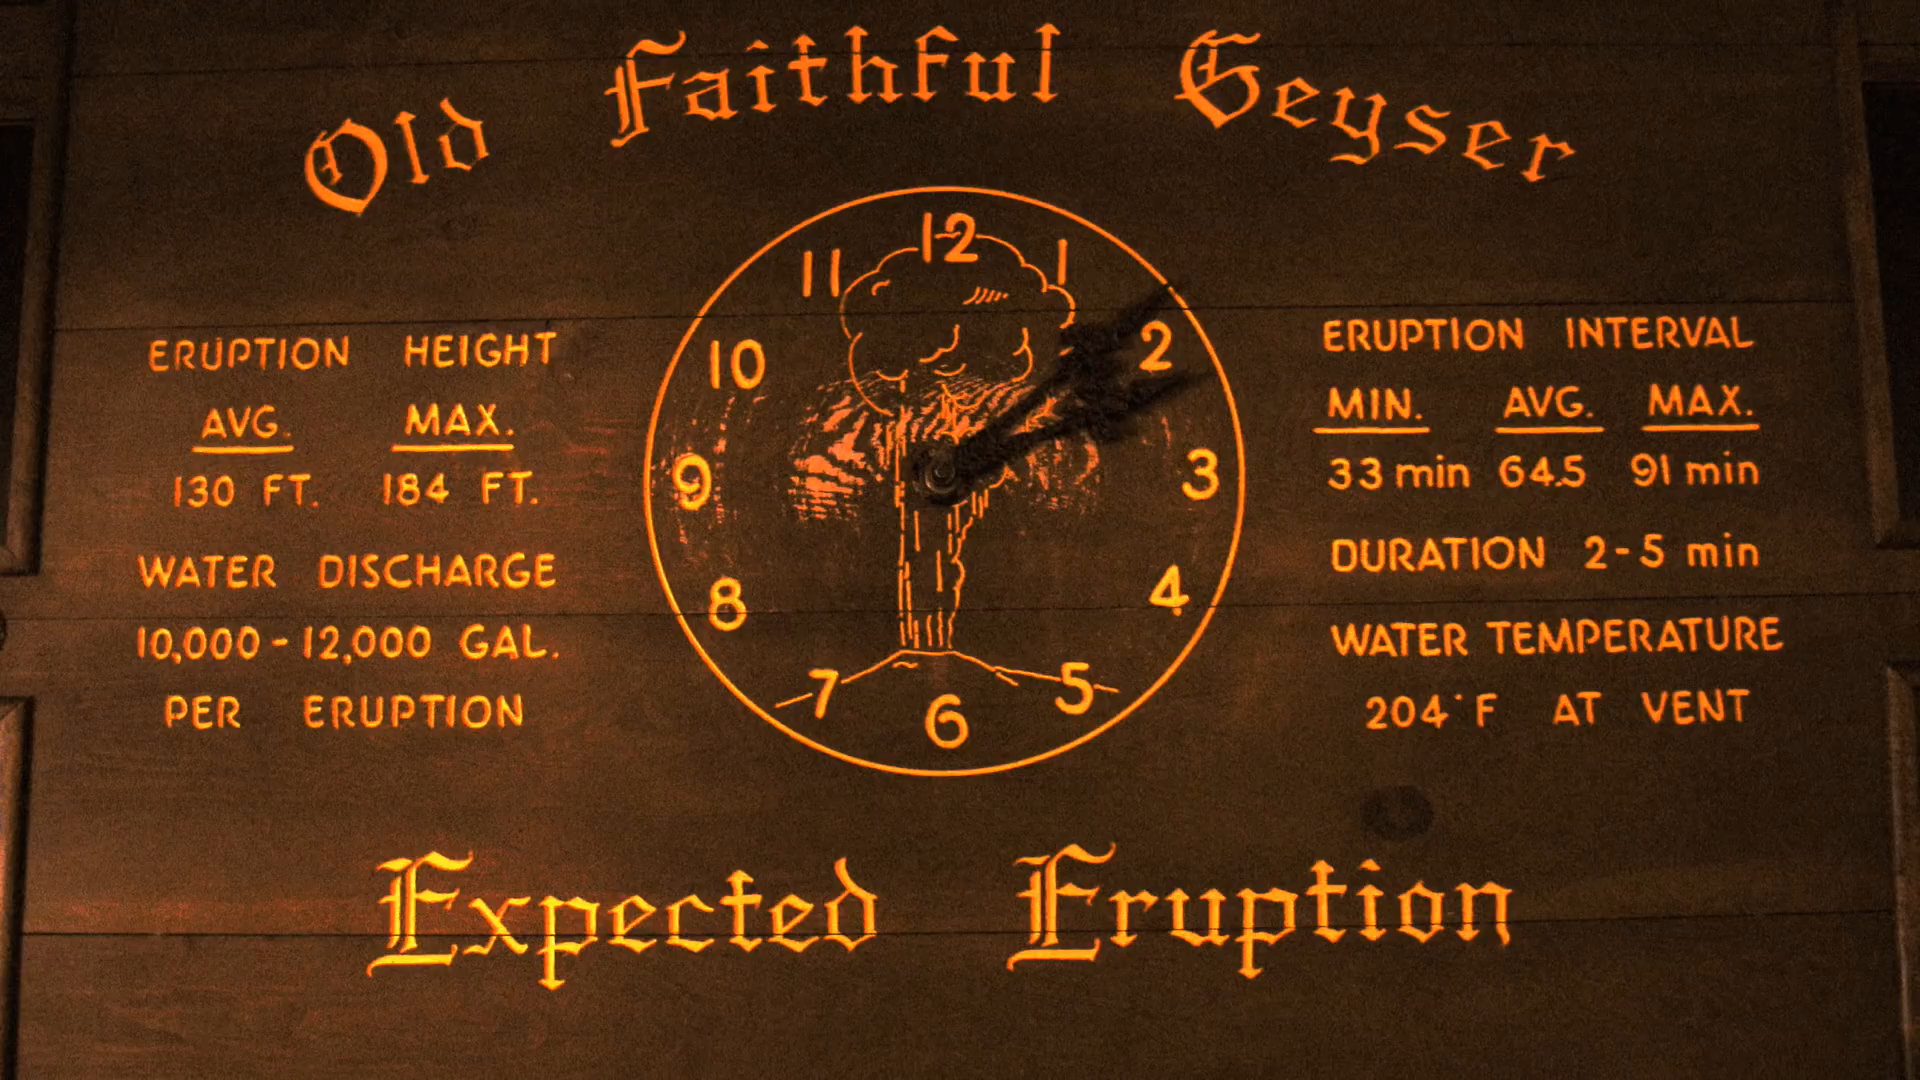 Old Faithful Geyser
ERUPTION HEIGHT
AVG. MAX.
130 FT. 184 FT.
WATER DISCHARGE
10,000-12,000 GAL.
PER ERUPTION
12
1
2
3
4
5
6
7
8
9
10
11
ERUPTION INTERVAL
MIN. AVG. MAX.
33 min 64.5 91 min
DURATION 2-5 min
WATER TEMPERATURE
204°F AT VENT
Expected Eruption